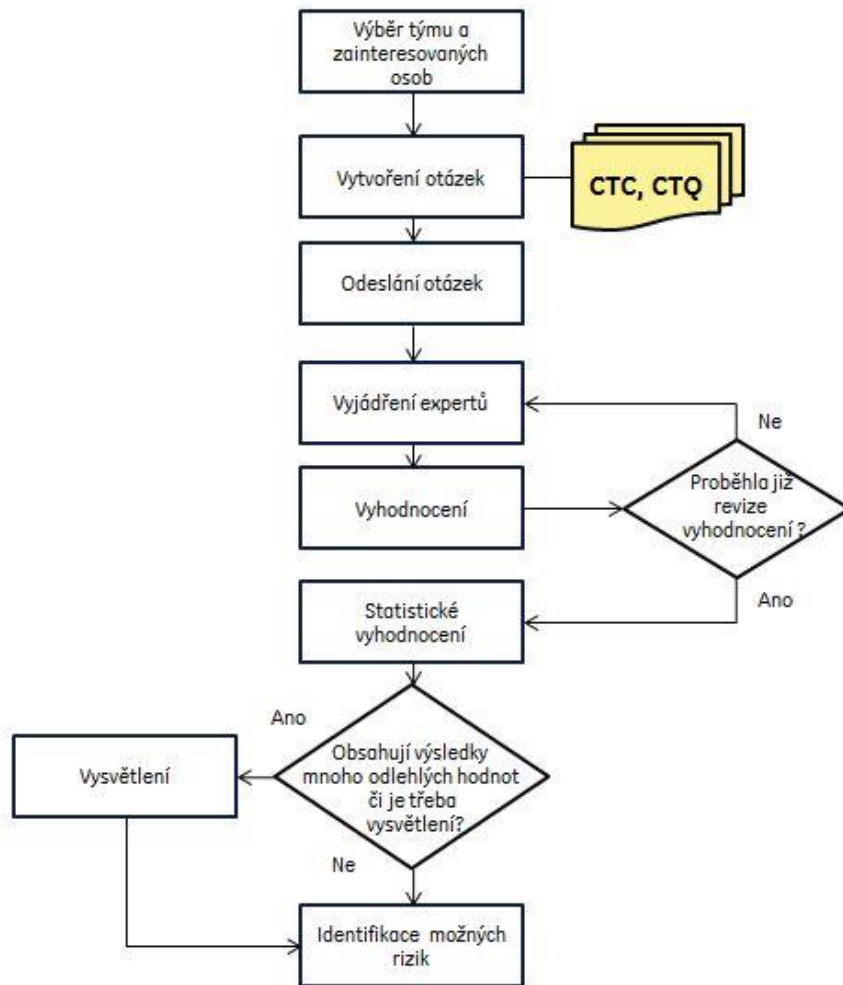 Výběr týmu a
zainteresovaných
osob
Vytvoření otázek
CTC, CTQ
Odeslání otázek
Vyjádření expertů
Ne
Proběhla již
revize
vyhodnocení ?
Vyhodnocení
Ano
Statistické
vyhodnocení
Ano
Obsahují výsledky
mnoho odlehlých hodnot
či je třeba
vysvětlení?
Vysvětlení
Ne
Identifikace možných
rizik